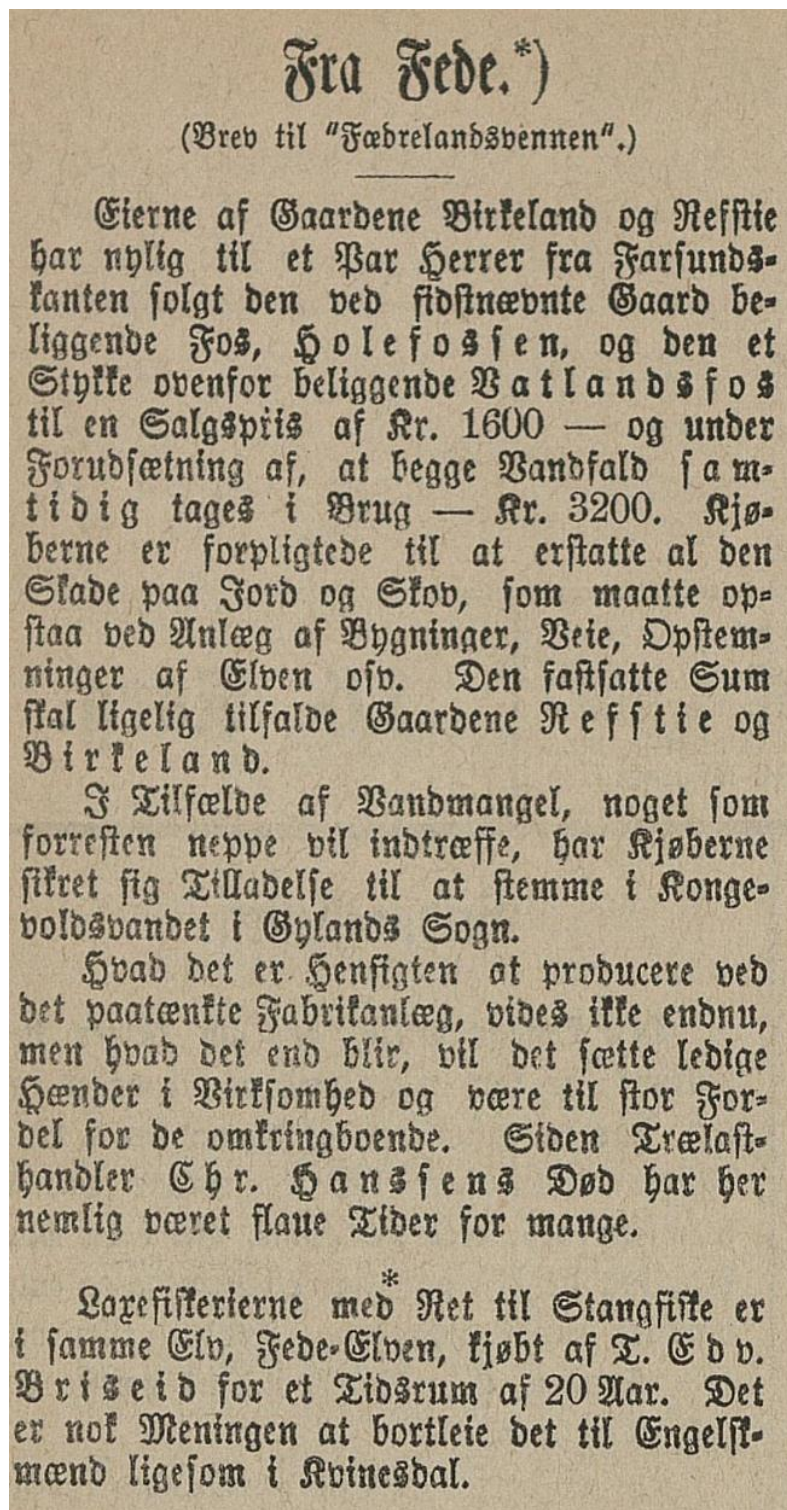 Fra Fede.*)
(Brev til "Fædrelandsvennen".)
Eierne af Gaardene Birkeland og Refstie
har nylig til et Par Herrer fra Farsunds-
kanten solgt den ved sidstnævnte Gaard be-
liggende Fos, Holefossen, og den et
Stykke ovenfor beliggende Vatlandsfos
til en Salgspriis af Kr. 1600 — og under
Forudsætning af, at begge Vandfald sam-
tidig tages i Brug — Kr. 3200. Kjø-
berne er forpligtede til at erstatte al den
Skade paa Jord og Skov, som maatte op-
staa ved Anlæg af Bygninger, Veie, Opstem-
ninger af Elven osv. Den fastsatte Sum
skal ligelig tilfalde Gaardene Refstie og
Birkeland.
I Tilfælde af Vandmangel, noget som
forresten neppe vil indtræffe, har Kjøberne
sikret sig Tilladelse til at stemme i Konge-
voldsvandet i Gylands Sogn.
Hvad det er Hensigten at producere ved
det paatænkte Fabrikanlæg, vides ikke endnu,
men hvad det end blir, vil det sætte ledige
Hænder i Virksomhed og være til stor For-
del for de omkringboende. Siden Trælast-
handler Chr. Hanssens Død har her
nemlig været flaue Tider for mange.
*
Laxefiskerierne med Ret til Stangfiske er
i samme Elv, Fede-Elven, kjøbt af T. Edv.
Briseid for et Tidsrum af 20 Aar. Det
er nok Meningen at bortleie det til Engelsk-
mænd ligesom i Kvinesdal.